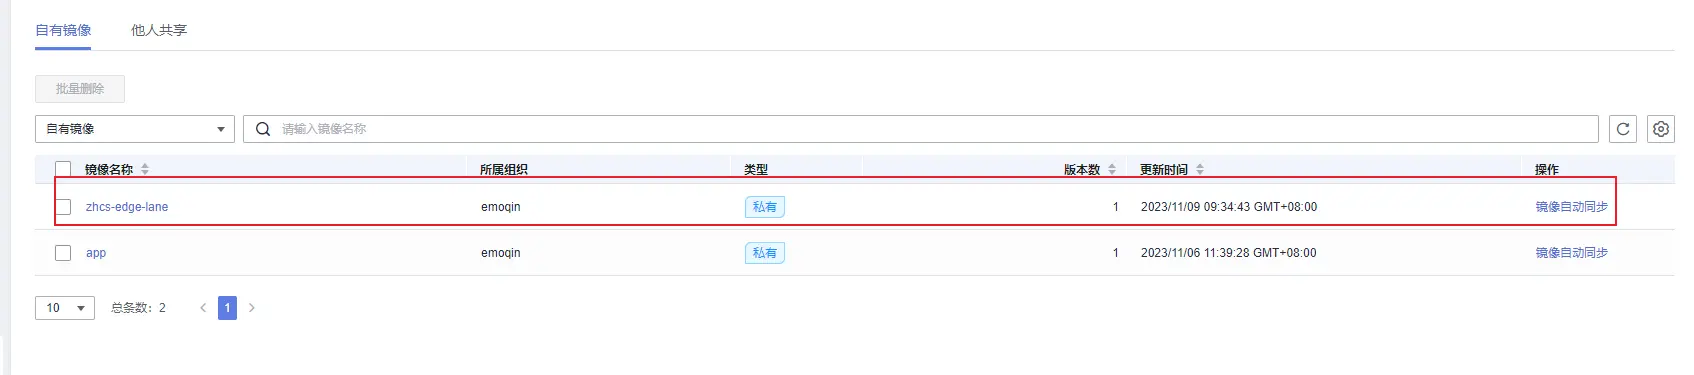 自有镜像 他人共享
批量删除
自有镜像 请输入镜像名称
镜像名称 所属组织 类型 版本数 更新时间 操作
zhcs-edge-lane emoqin 私有 1 2023/11/09 09:34:43 GMT+08:00 镜像自动同步
app emoqin 私有 1 2023/11/06 11:39:28 GMT+08:00 镜像自动同步
10 总条数：2 < 1 >